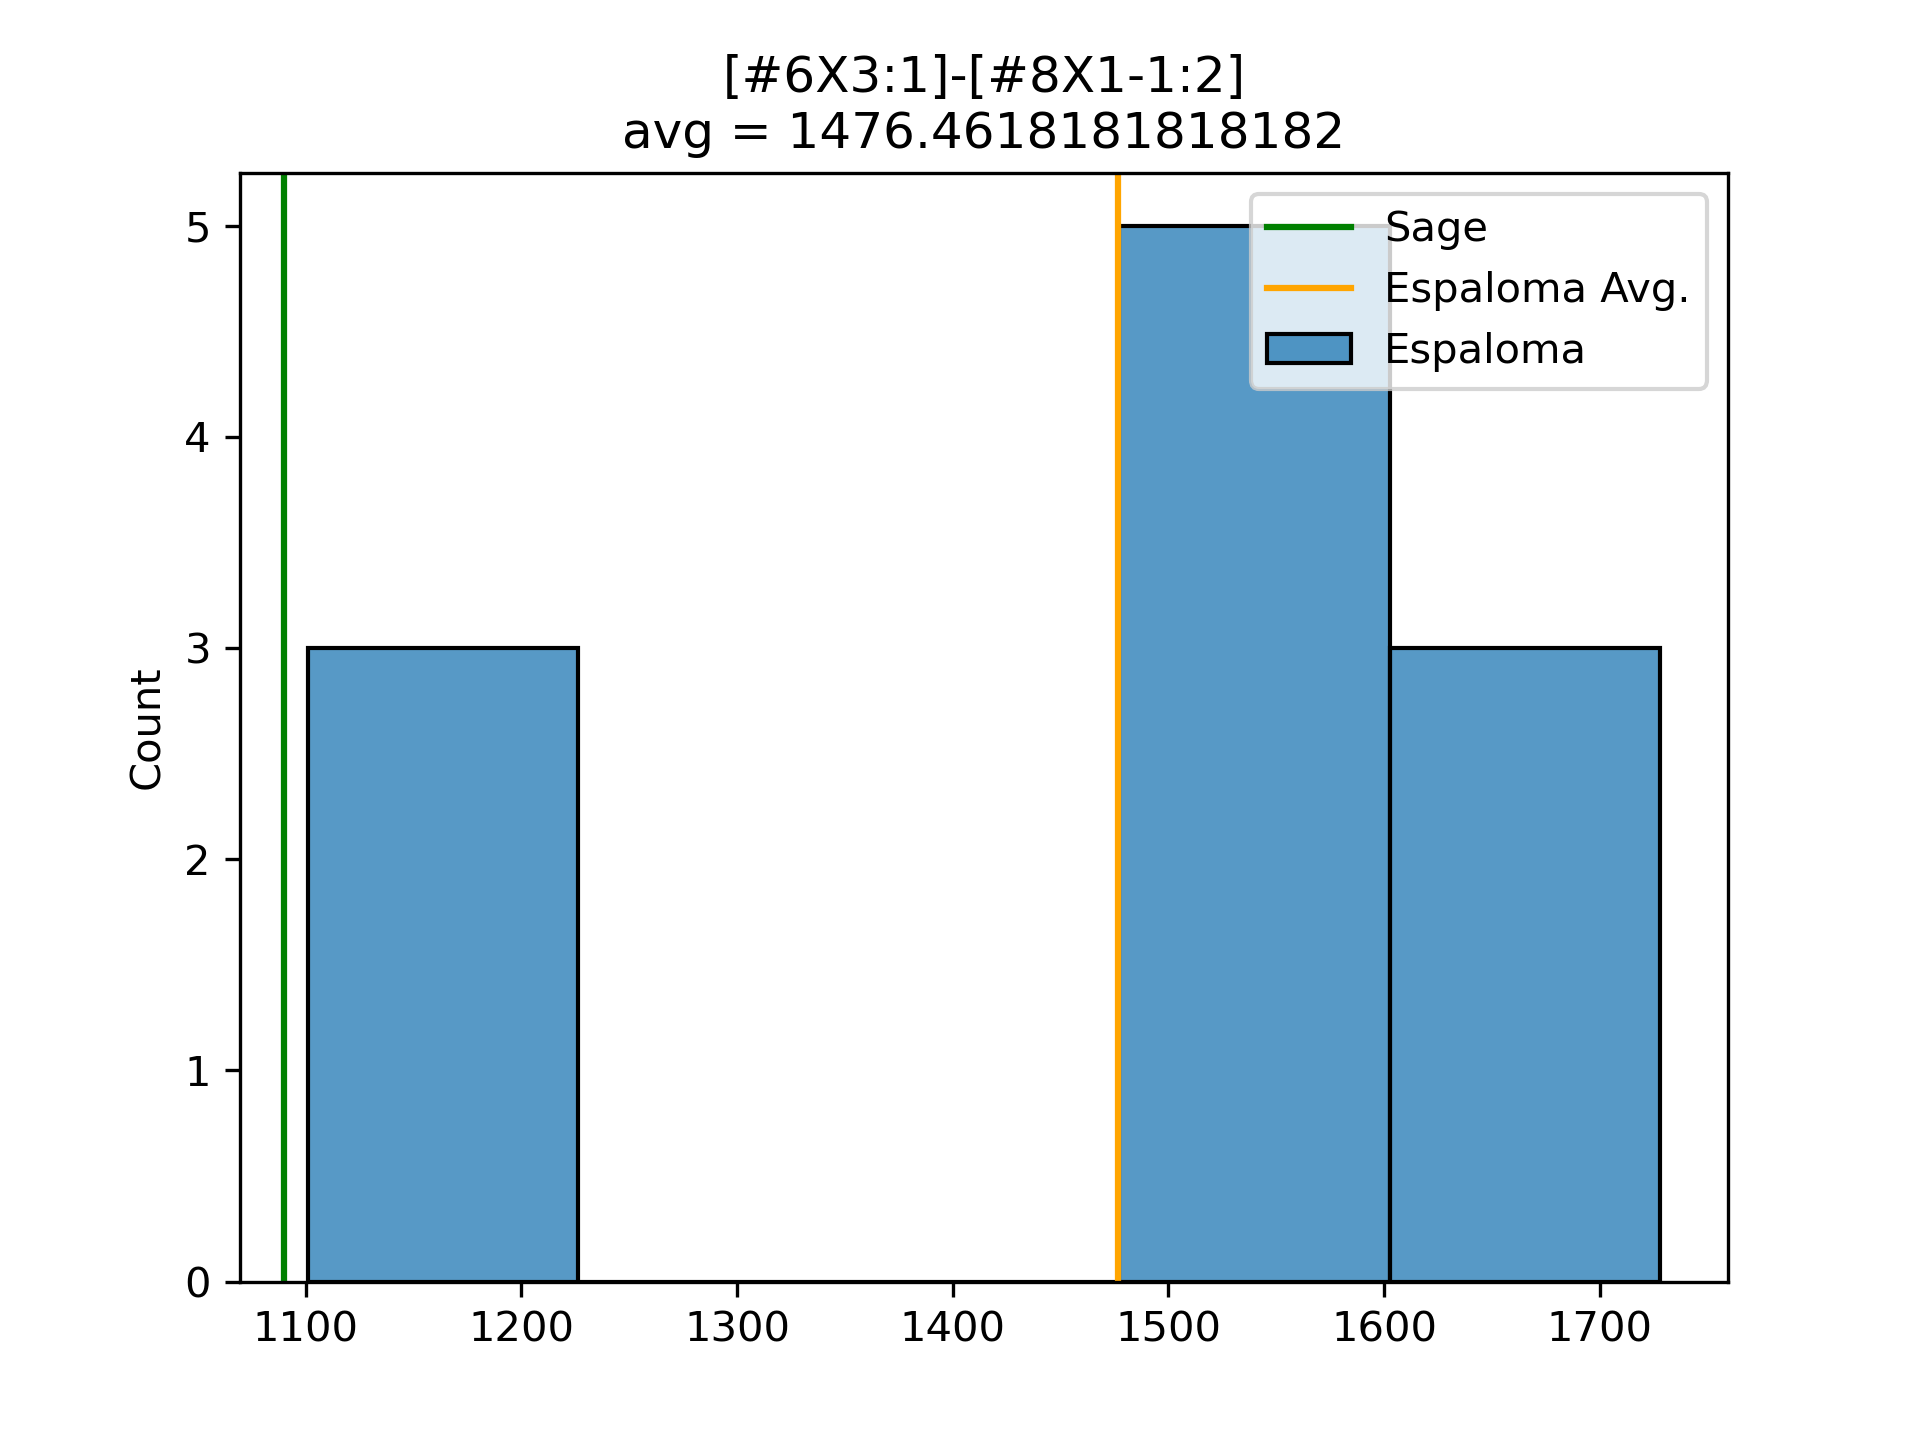 [#6X3:1]-[#8X1-1:2]
avg = 1476.4618181818182
Sage
Espaloma Avg.
Espaloma
5
4
3
2
1
0
Count
1100 1200 1300 1400 1500 1600 1700